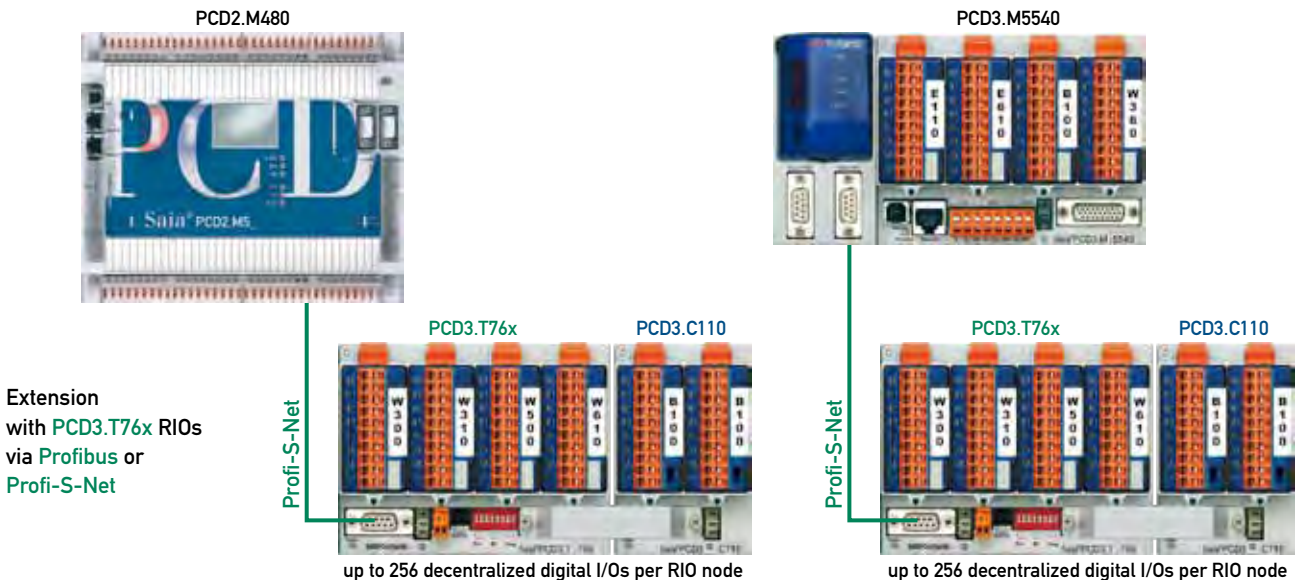 PCD2.M480
PCD3.M5540
PCD
Saia® PCD2.M5
E110
E610
B100
W360
PCD3.T76x
PCD3.C110
PCD3.T76x
PCD3.C110
Extension
with PCD3.T76x RIOs
via Profibus or
Profi-S-Net
Profi-S-Net
W300
W310
W500
W610
B100
B100
Profi-S-Net
W300
W310
W500
W610
B100
B100
up to 256 decentralized digital I/Os per RIO node
up to 256 decentralized digital I/Os per RIO node